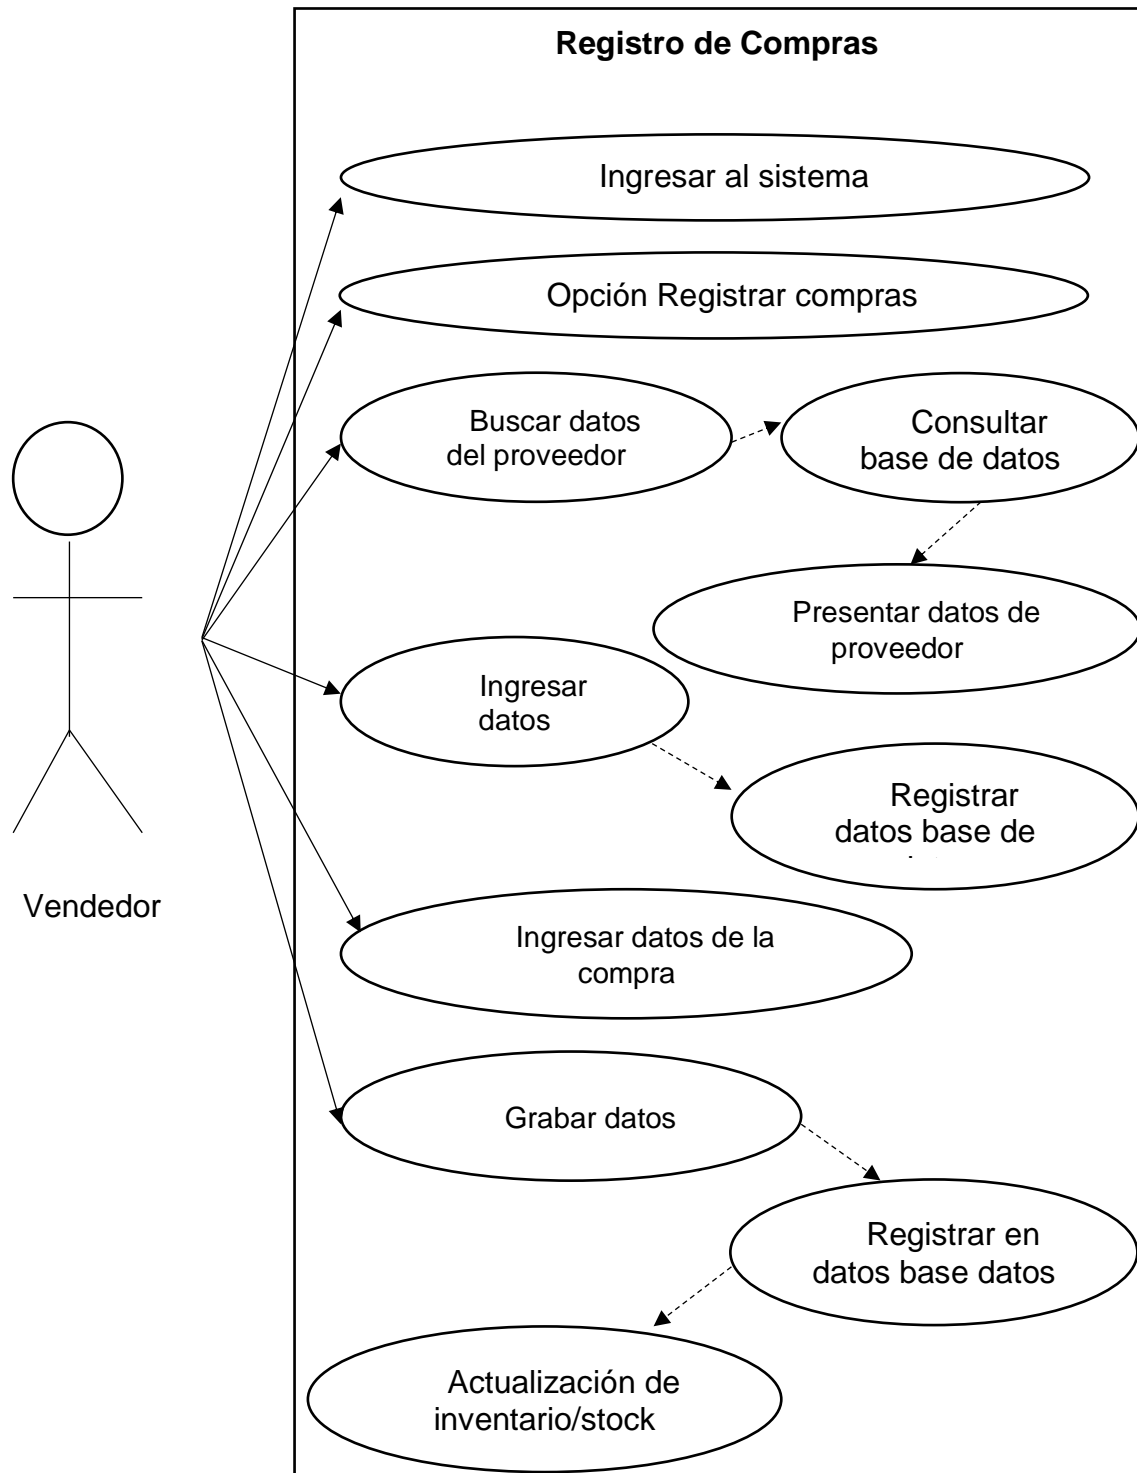 Registro de Compras
Ingresar al sistema
Opción Registrar compras
Buscar datos
del proveedor
Consultar
base de datos
Presentar datos de
proveedor
Ingresar
datos
Registrar
datos base de
Vendedor
Ingresar datos de la
compra
Grabar datos
Registrar en
datos base datos
Actualización de
inventario/stock